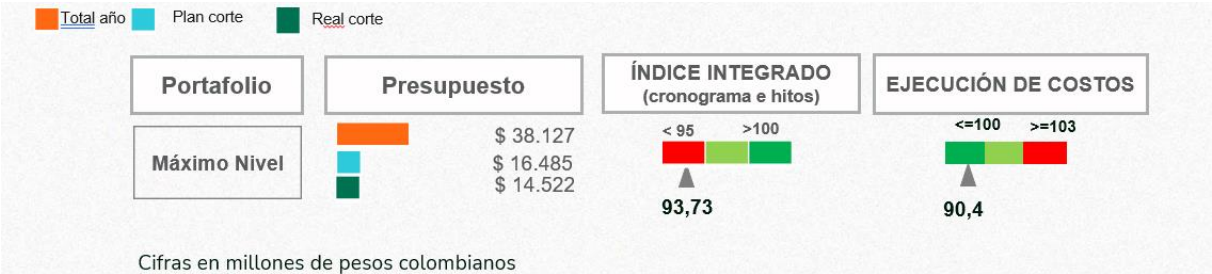 Total año Plan corte Real corte
Portafolio Presupuesto ÍNDICE INTEGRADO (cronograma e hitos) EJECUCIÓN DE COSTOS
Máximo Nivel
$ 38.127
$ 16.485
$ 14.522
< 95 >100
93,73
<=100 >=103
90,4
Cifras en millones de pesos colombianos